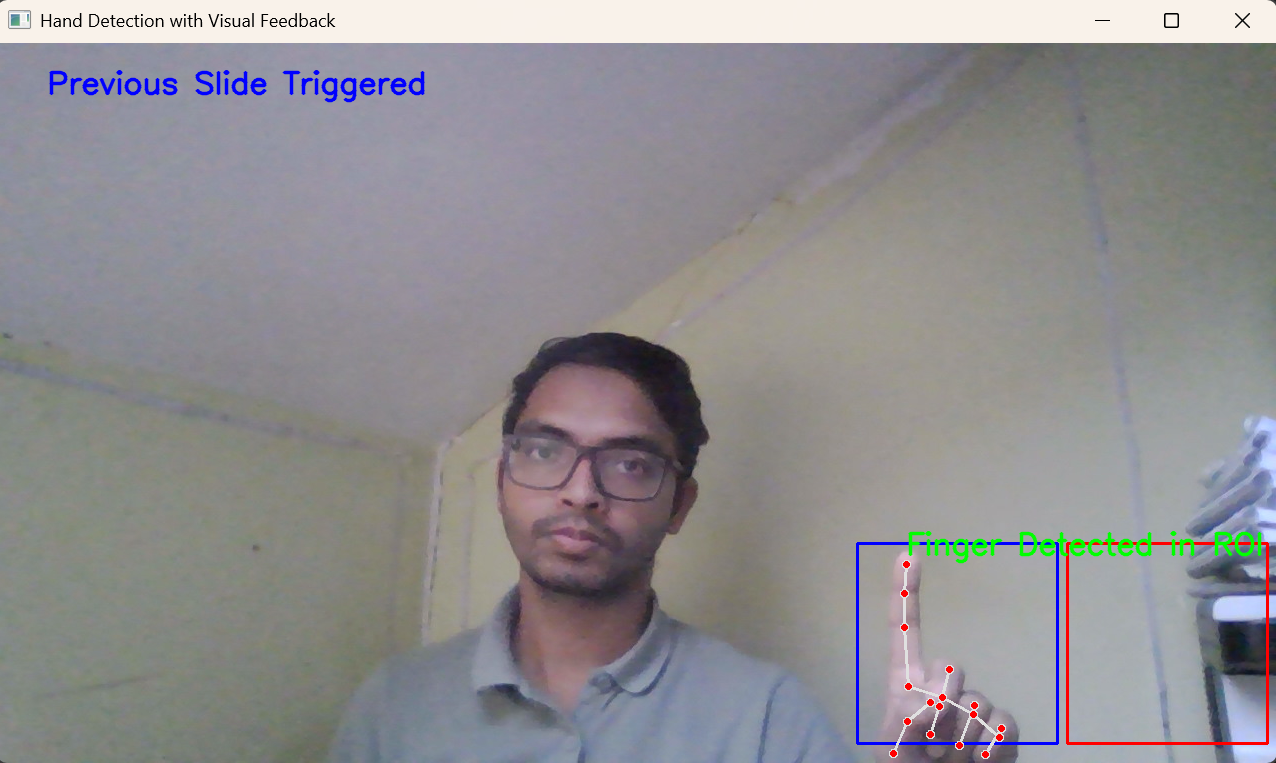 Hand Detection with Visual Feedback
Previous Slide Triggered
Finger Detected in ROI